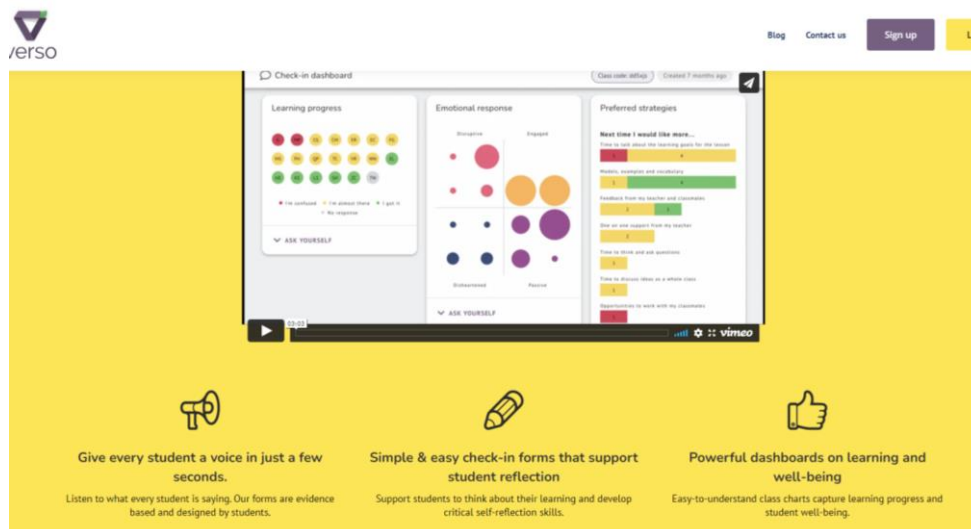 verso
Blog
Contact us
Sign up
L
Check-in dashboard
Created 7 months ago
Learning progress
I'm confused
I'm almost there
I got it
No response
ASK YOURSELF
Emotional response
Disruptive
Engaged
Disheartened
Passive
ASK YOURSELF
Preferred strategies
Next time I would like more...
Time to talk about the learning goals for the lesson
Models, examples and vocabulary
Feedback from my teacher and classmates
One on one support from my teacher
Time to think and ask questions
Time to discuss ideas as a whole class
Opportunities to work with my classmates
03:03
vimeo
Give every student a voice in just a few
seconds.
Listen to what every student is saying. Our forms are evidence
based and designed by students.
Simple & easy check-in forms that support
student reflection
Support students to think about their learning and develop
critical self-reflection skills.
Powerful dashboards on learning and
well-being
Easy-to-understand class charts capture learning progress and
student well-being.